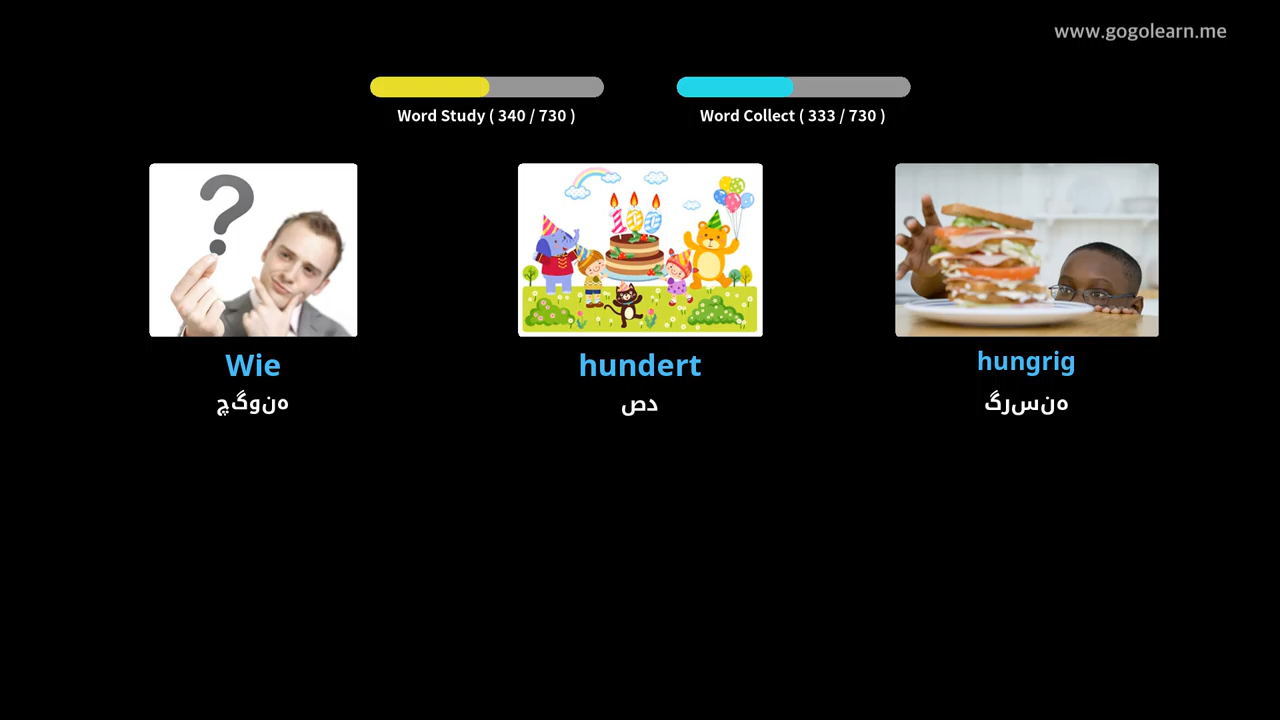 www.gogolearn.me
Word Study ( 340 / 730 )
Word Collect ( 333 / 730 )
100
Wie
hundert
hungrig
چگونه
صد
گرسنه